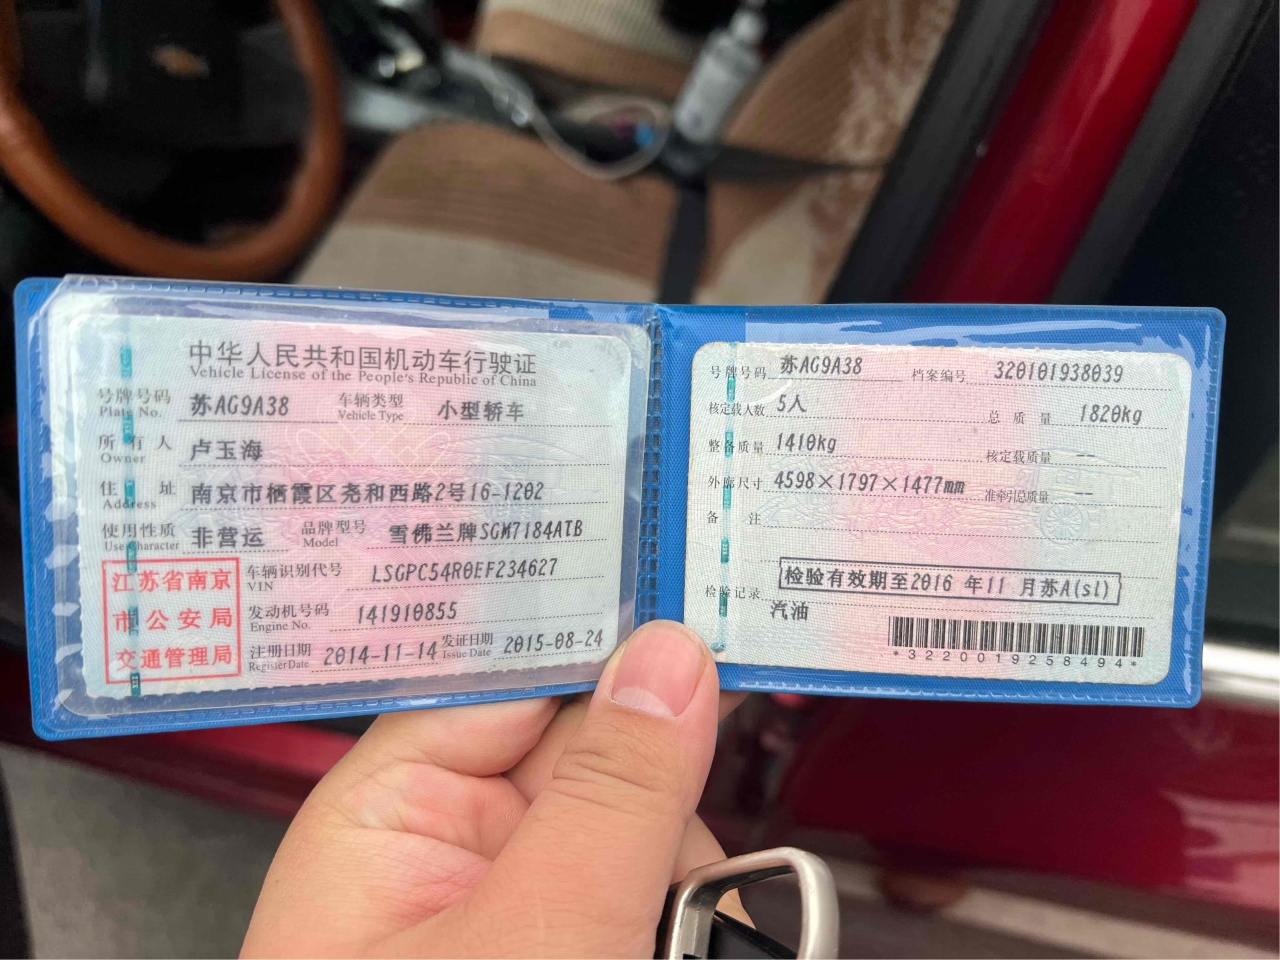 中华人民共和国机动车行驶证
Vehicle License of the People's Republic of China
号牌号码 苏AG9A38 车辆类型 小型轿车
Plate No. Vehicle Type
所有人 卢玉海
Owner
住址 南京市栖霞区尧和西路2号16-1202
Address
使用性质 非营运 品牌型号 雪佛兰牌SGM7184ATB
Use Character Model
江苏省南京
市公安局
交通管理局
车辆识别代号 LSGPC54R0EF234627
VIN
发动机号码 141910855
Engine No.
注册日期 2014-11-14 发证日期 2015-08-24
Register Date Issue Date
号牌号码 苏AG9A38 档案编号 320101938039
核定载人数 5人 总质量 1820kg
整备质量 1410kg 核定载质量 --
外廓尺寸 4598×1797×1477mm 准牵引总质量 --
备注
检验有效期至2016 年11 月苏A(sl)
检验记录
汽油
*3220019258494*